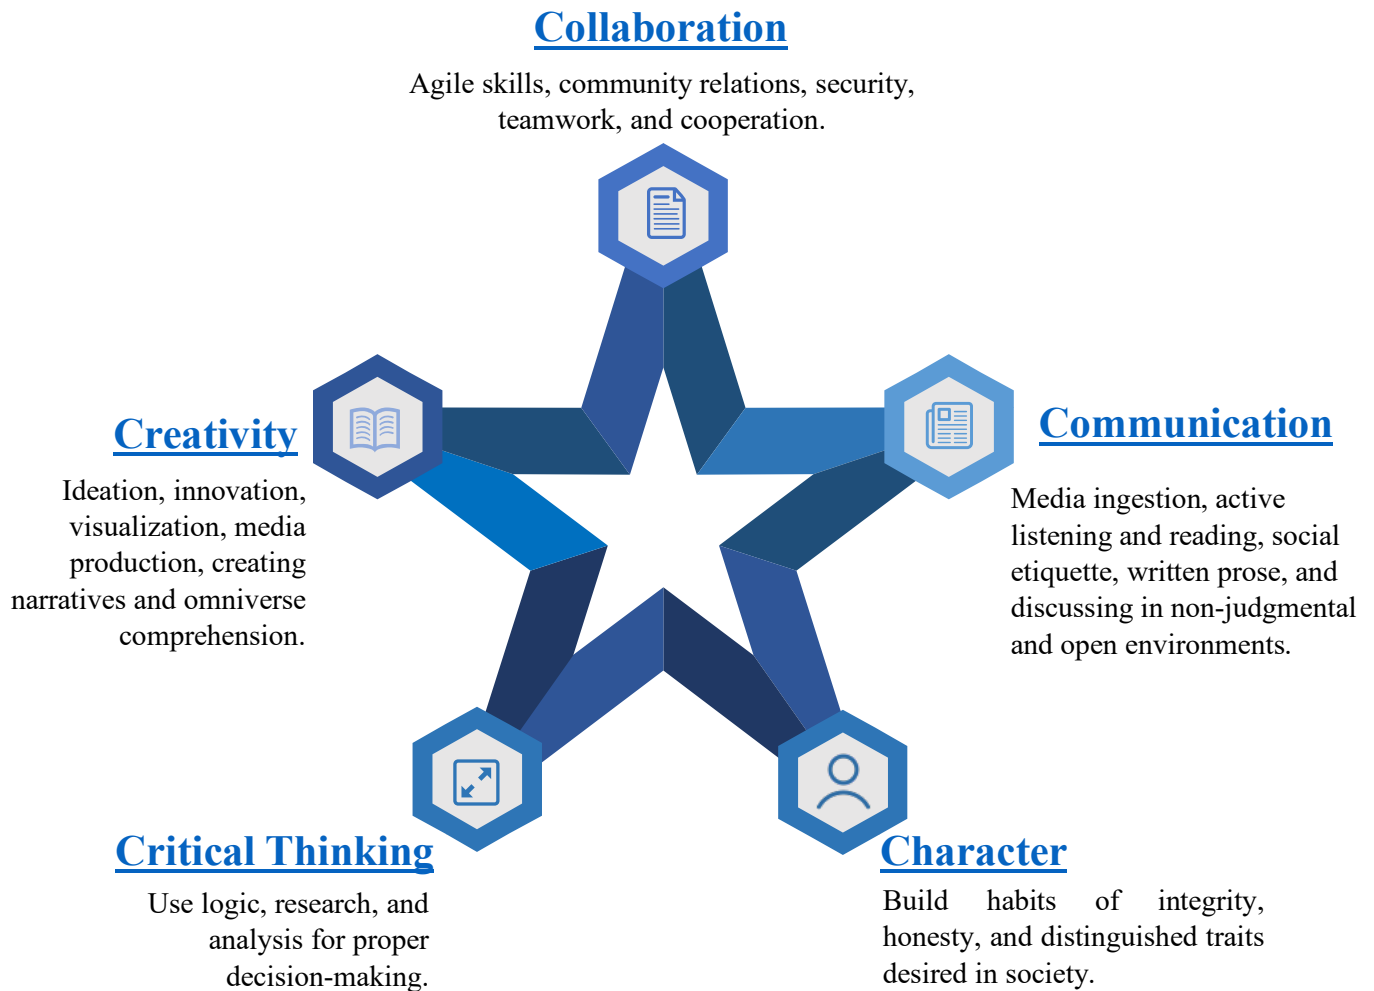 Collaboration
Agile skills, community relations, security,
teamwork, and cooperation.
Creativity
Ideation, innovation,
visualization, media
production, creating
narratives and omniverse
comprehension.
Communication
Media ingestion, active
listening and reading, social
etiquette, written prose, and
discussing in non-judgmental
and open environments.
Critical Thinking
Use logic, research, and
analysis for proper
decision-making.
Character
Build habits of integrity,
honesty, and distinguished traits
desired in society.